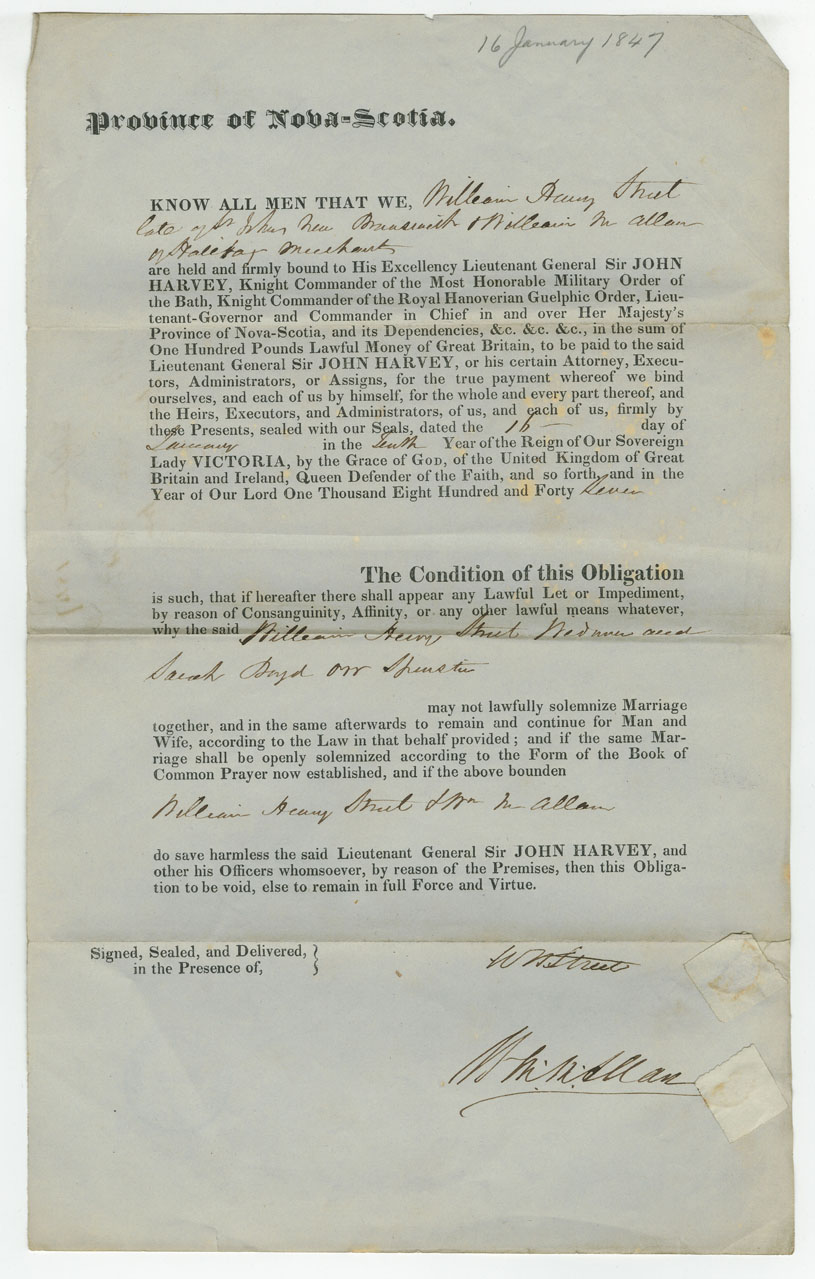 16 January 1847
Province of Nova-Scotia.
KNOW ALL MEN THAT WE, William Henry Street
late of St Johns New Brunswick & William M Allan
of Halifax Merchants
are held and firmly bound to His Excellency Lieutenant General Sir JOHN
HARVEY, Knight Commander of the Most Honorable Military Order of
the Bath, Knight Commander of the Royal Hanoverian Guelphic Order, Lieu-
tenant-Governor and Commander in Chief in and over Her Majesty's
Province of Nova-Scotia, and its Dependencies, &c. &c. &c., in the sum of
One Hundred Pounds Lawful Money of Great Britain, to be paid to the said
Lieutenant General Sir JOHN HARVEY, or his certain Attorney, Execu-
tors, Administrators, or Assigns, for the true payment whereof we bind
ourselves, and each of us by himself, for the whole and every part thereof, and
the Heirs, Executors, and Administrators, of us, and each of us, firmly by
these Presents, sealed with our Seals, dated the 16 day of
January in the tenth Year of the Reign of Our Sovereign
Lady VICTORIA, by the Grace of GOD, of the United Kingdom of Great
Britain and Ireland, Queen Defender of the Faith, and so forth, and in the
Year of Our Lord One Thousand Eight Hundred and Forty Seven
The Condition of this Obligation
is such, that if hereafter there shall appear any Lawful Let or Impediment,
by reason of Consanguinity, Affinity, or any other lawful means whatever,
why the said William Henry Street Widower and
Sarah Boyd Orr Spinster
may not lawfully solemnize Marriage
together, and in the same afterwards to remain and continue for Man and
Wife, according to the Law in that behalf provided ; and if the same Mar-
riage shall be openly solemnized according to the Form of the Book of
Common Prayer now established, and if the above bounden
William Henry Street & Wm M Allan
do save harmless the said Lieutenant General Sir JOHN HARVEY, and
other his Officers whomsoever, by reason of the Premises, then this Obliga-
tion to be void, else to remain in full Force and Virtue.
Signed, Sealed, and Delivered,
in the Presence of,
W H Street
Allan